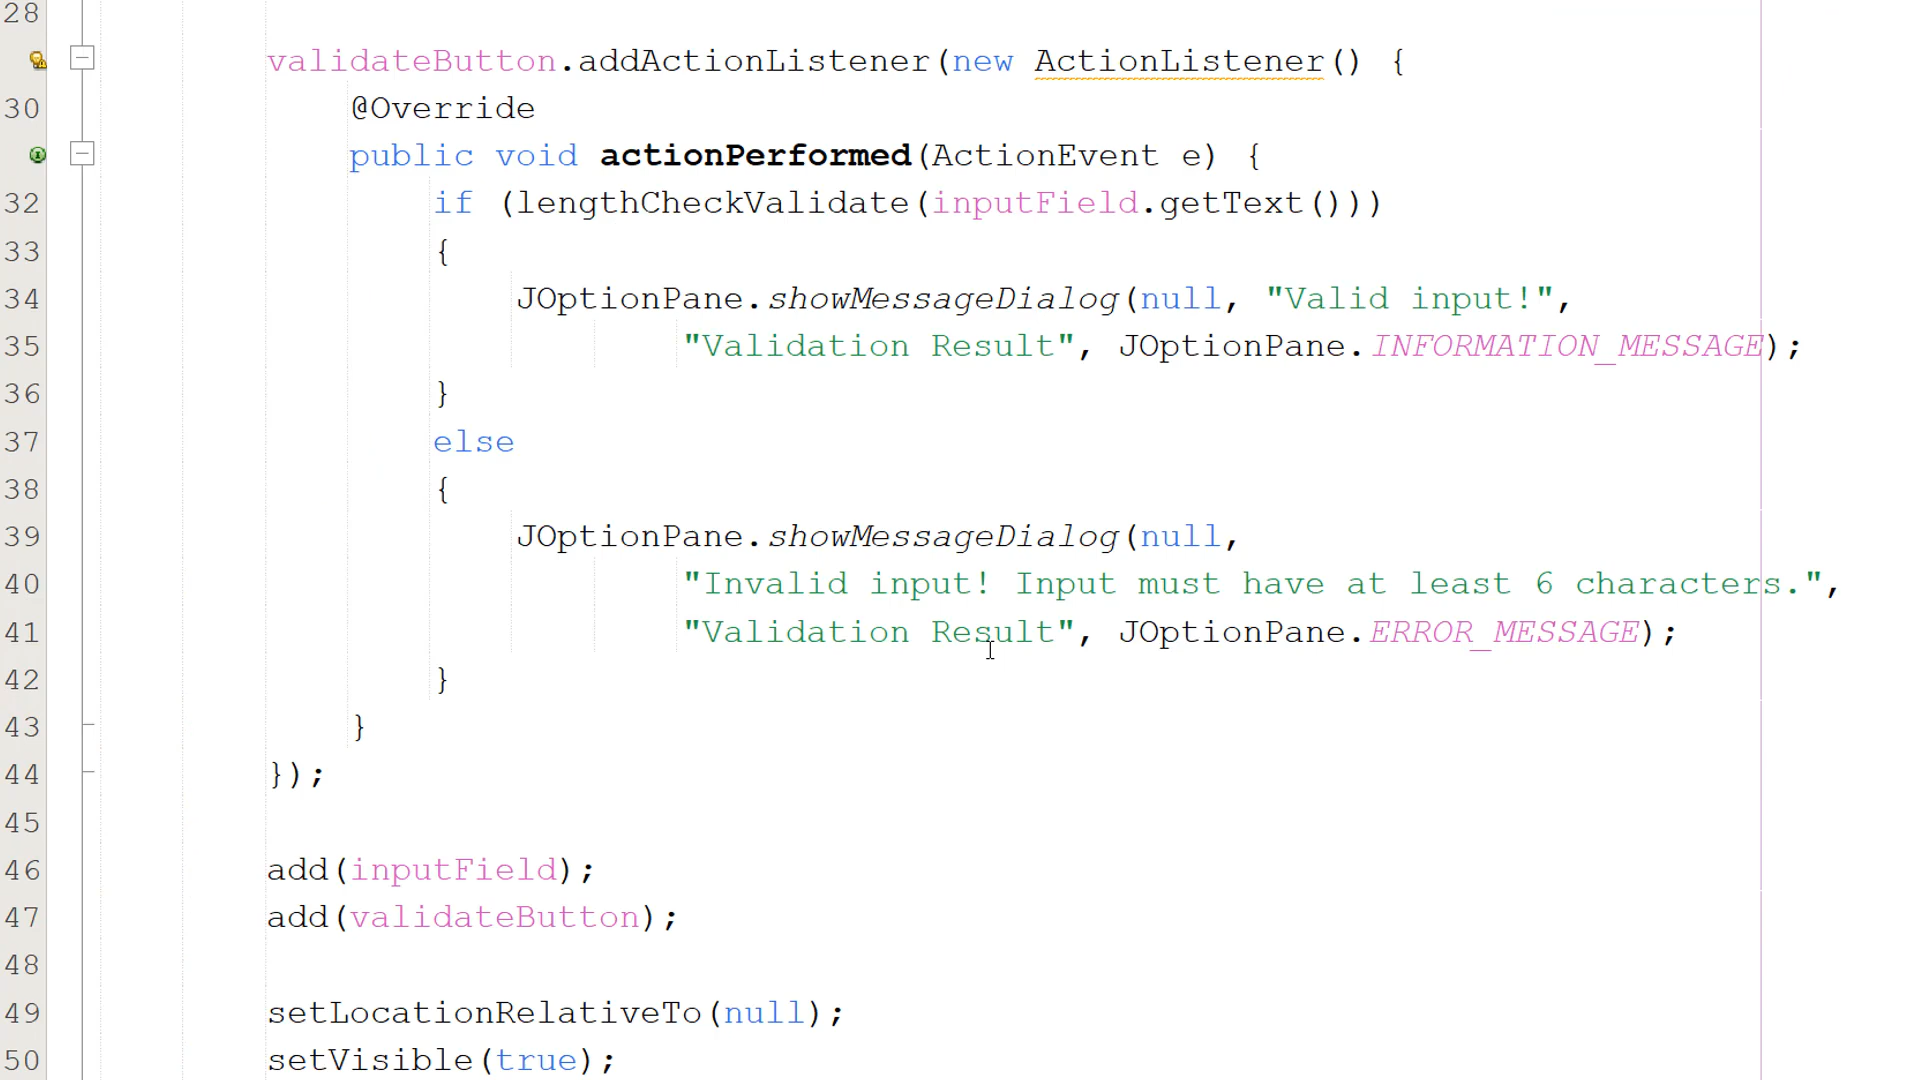 28
validateButton.addActionListener(new ActionListener() {
30 @Override
public void actionPerformed(ActionEvent e) {
32 if (lengthCheckValidate(inputField.getText()))
33 {
34 JOptionPane.showMessageDialog(null, "Valid input!",
35 "Validation Result", JOptionPane.INFORMATION_MESSAGE);
36 }
37 else
38 {
39 JOptionPane.showMessageDialog(null,
40 "Invalid input! Input must have at least 6 characters.",
41 "Validation Result", JOptionPane.ERROR_MESSAGE);
42 }
43 }
44 });
45
46 add(inputField);
47 add(validateButton);
48
49 setLocationRelativeTo(null);
50 setVisible(true);